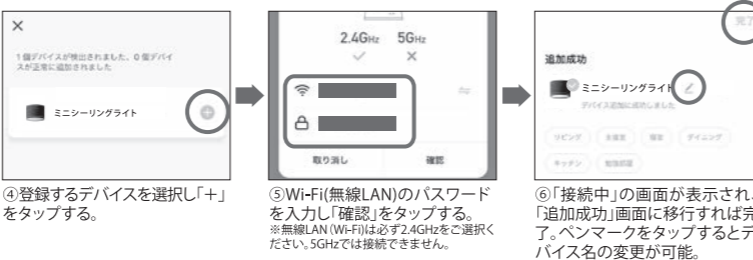 1個デバイスが検出されました、0個デバイ
スが正常に追加されました
ミニシーリングライト
④登録するデバイスを選択し「+」
をタップする。
2.4GHz 5GHz
取り消し 確認
⑤Wi-Fi(無線LAN)のパスワード
を入力し「確認」をタップする。
※無線LAN(Wi-Fi)は必ず2.4GHzをご選択く
ださい。5GHzでは接続できません。
完了
追加成功
ミニシーリングライト
デバイス追加に成功しました
リビング 主寝室 寝室 ダイニング
キッチン 勉強部屋
⑥「接続中」の画面が表示され、
「追加成功」画面に移行すれば完
了。ペンマークをタップするとデ
バイス名の変更が可能。